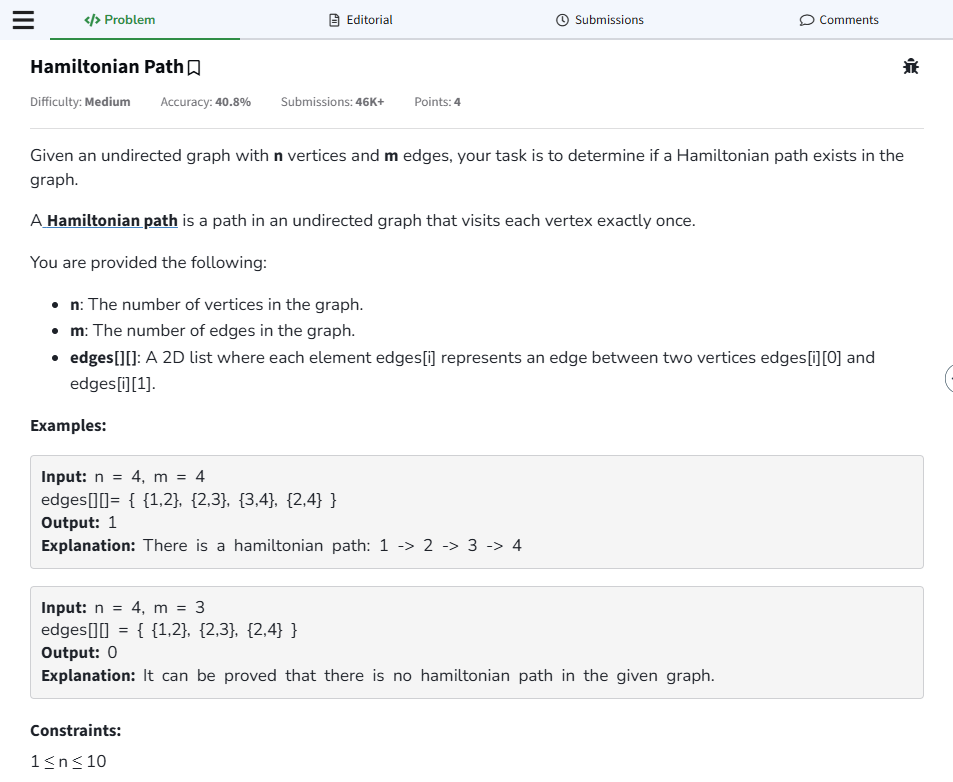 Problem
Editorial
Submissions
Comments
Hamiltonian Path
Difficulty: Medium Accuracy: 40.8% Submissions: 46K+ Points: 4
Given an undirected graph with n vertices and m edges, your task is to determine if a Hamiltonian path exists in the
graph.
A Hamiltonian path is a path in an undirected graph that visits each vertex exactly once.
You are provided the following:
• n: The number of vertices in the graph.
• m: The number of edges in the graph.
• edges[][]: A 2D list where each element edges[i] represents an edge between two vertices edges[i][0] and
edges[i][1].
Examples:
Input: n = 4, m = 4
edges[][]= { {1,2}, {2,3}, {3,4}, {2,4} }
Output: 1
Explanation: There is a hamiltonian path: 1 -> 2 -> 3 -> 4
Input: n = 4, m = 3
edges[][] = { {1,2}, {2,3}, {2,4} }
Output: 0
Explanation: It can be proved that there is no hamiltonian path in the given graph.
Constraints:
1 ≤ n ≤ 10